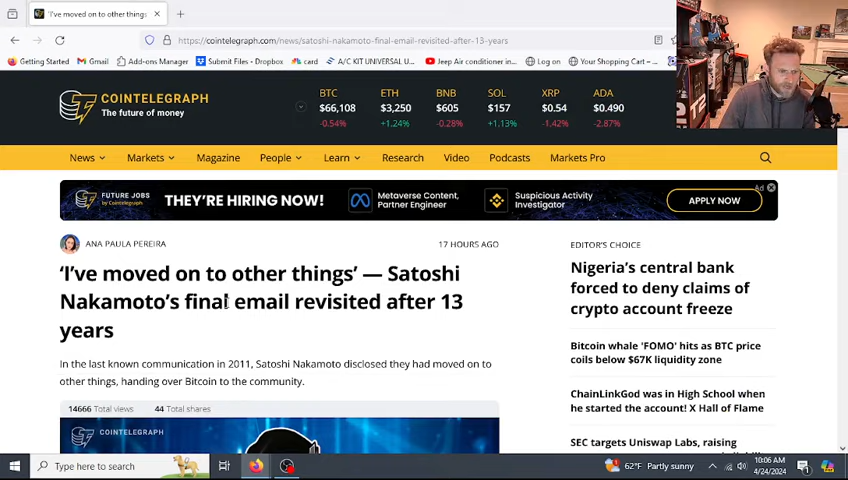 'I've moved on to other things'
https://cointelegraph.com/news/satoshi-nakamoto-final-email-revisited-after-13-years
Getting Started Gmail Add-ons Manager Submit Files - Dropbox card A/C KIT UNIVERSAL U... Jeep Air conditioner in... Log on Your Shopping Cart -
COINTELEGRAPH
The future of money
BTC ETH BNB SOL XRP ADA
$66,108 $3,250 $605 $157 $0.54 $0.490
-0.54% +1.24% -0.28% +1.13% -1.42% -2.87%
News Markets Magazine People Learn Research Video Podcasts Markets Pro
FUTURE JOBS
by Cointelegraph
THEY'RE HIRING NOW!
Metaverse Content,
Partner Engineer
Suspicious Activity
Investigator
APPLY NOW
Ad
ANA PAULA PEREIRA
17 HOURS AGO
'I've moved on to other things' — Satoshi
Nakamoto's final email revisited after 13
years
In the last known communication in 2011, Satoshi Nakamoto disclosed they had moved on to
other things, handing over Bitcoin to the community.
14666 Total views 44 Total shares
COINTELEGRAPH
EDITOR'S CHOICE
Nigeria's central bank
forced to deny claims of
crypto account freeze
Bitcoin whale 'FOMO' hits as BTC price
coils below $67K liquidity zone
ChainLinkGod was in High School when
he started the account! X Hall of Flame
SEC targets Uniswap Labs, raising
Type here to search
62°F Partly sunny
10:06 AM
4/24/2024